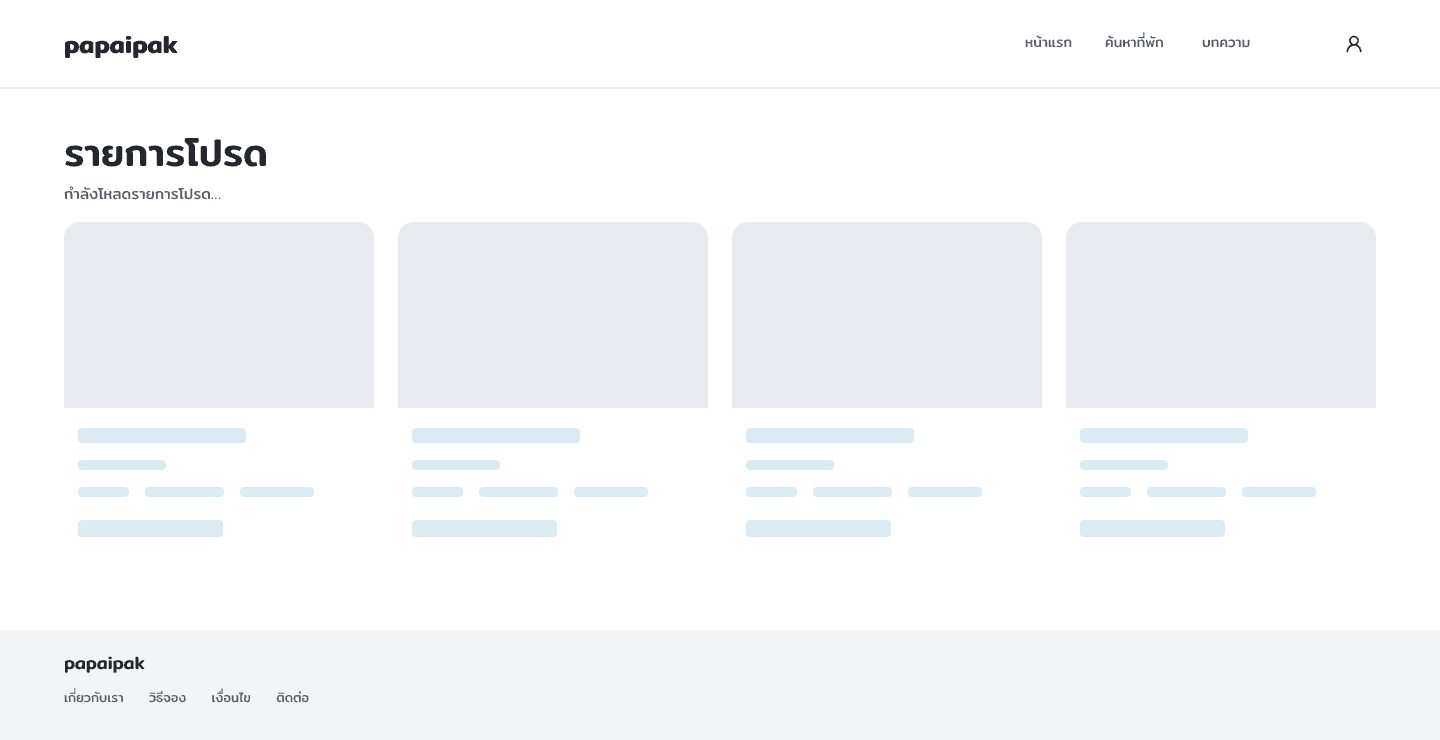 papaipak
หน้าแรก ค้นหาที่พัก บทความ
รายการโปรด
กำลังโหลดรายการโปรด...
papaipak
เกี่ยวกับเรา วิธีจอง เงื่อนไข ติดต่อ